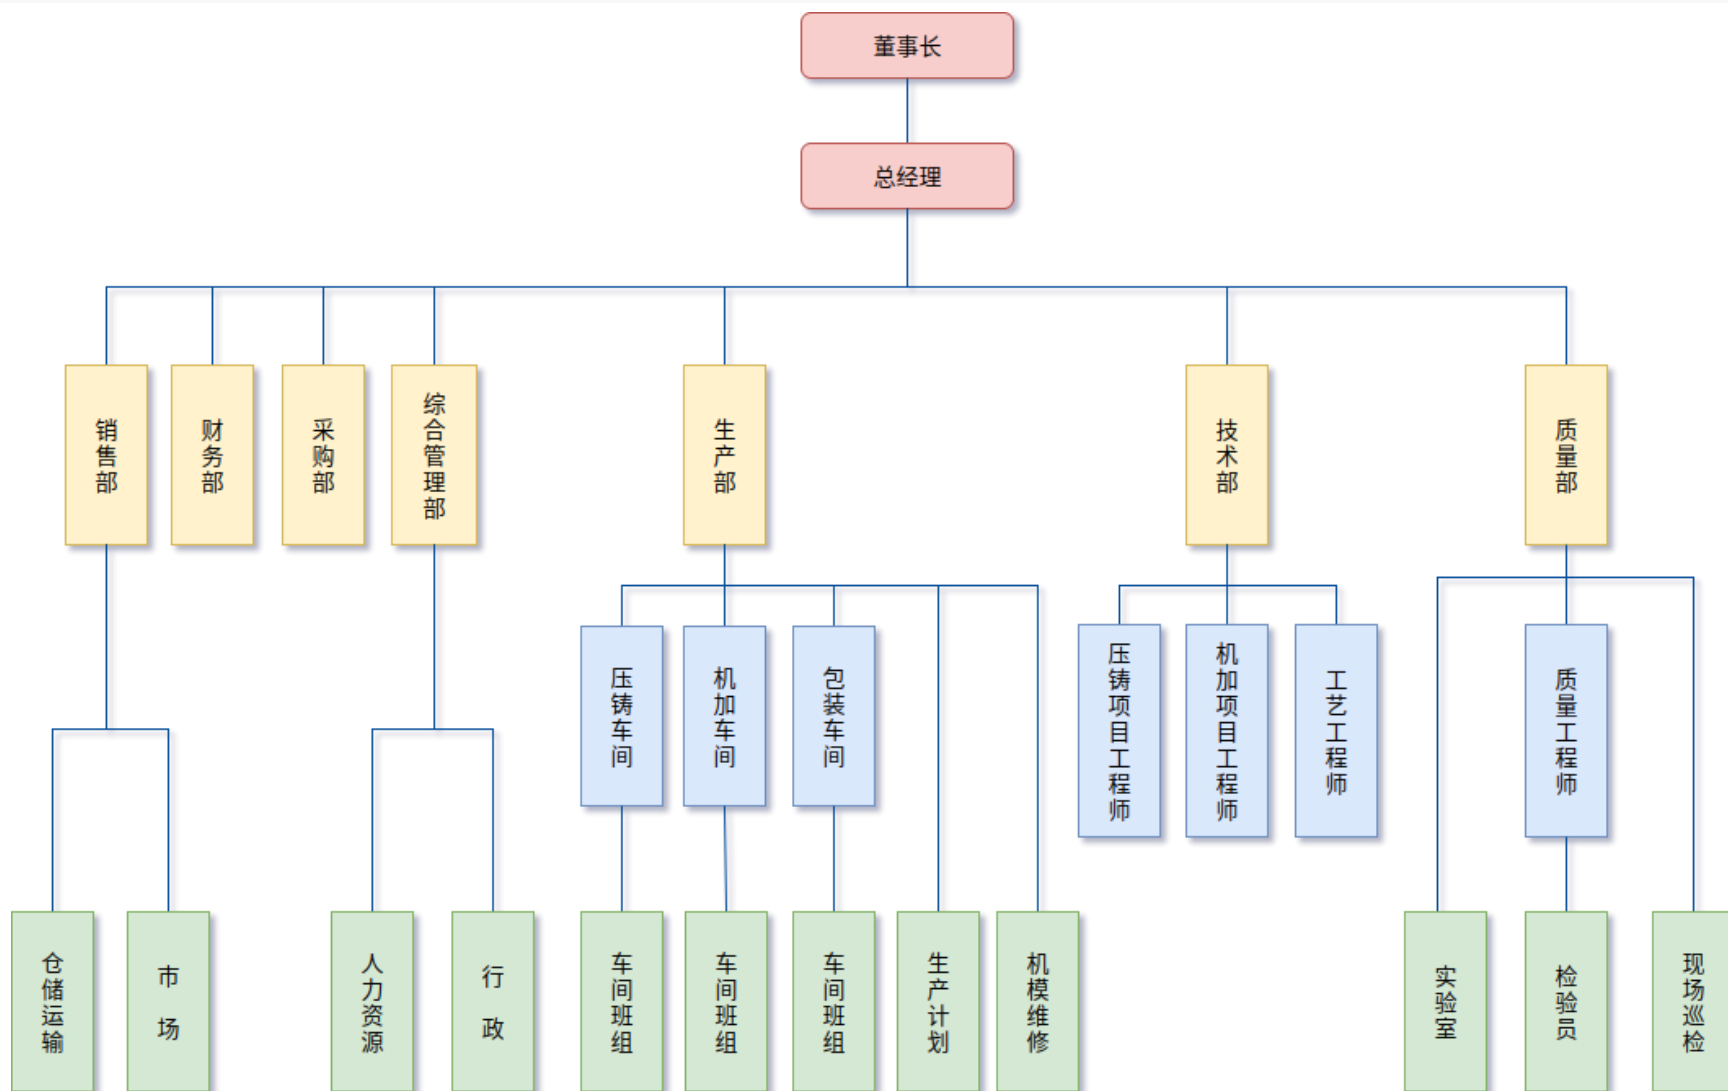 董事长
总经理
销售部
财务部
采购部
综合管理部
生产部
技术部
质量部
压铸车间
机加车间
包装车间
压铸项目工程师
机加项目工程师
工艺工程师
质量工程师
仓储运输
市场
人力资源
行政
车间班组
车间班组
车间班组
生产计划
机模维修
实验室
检验员
现场巡检